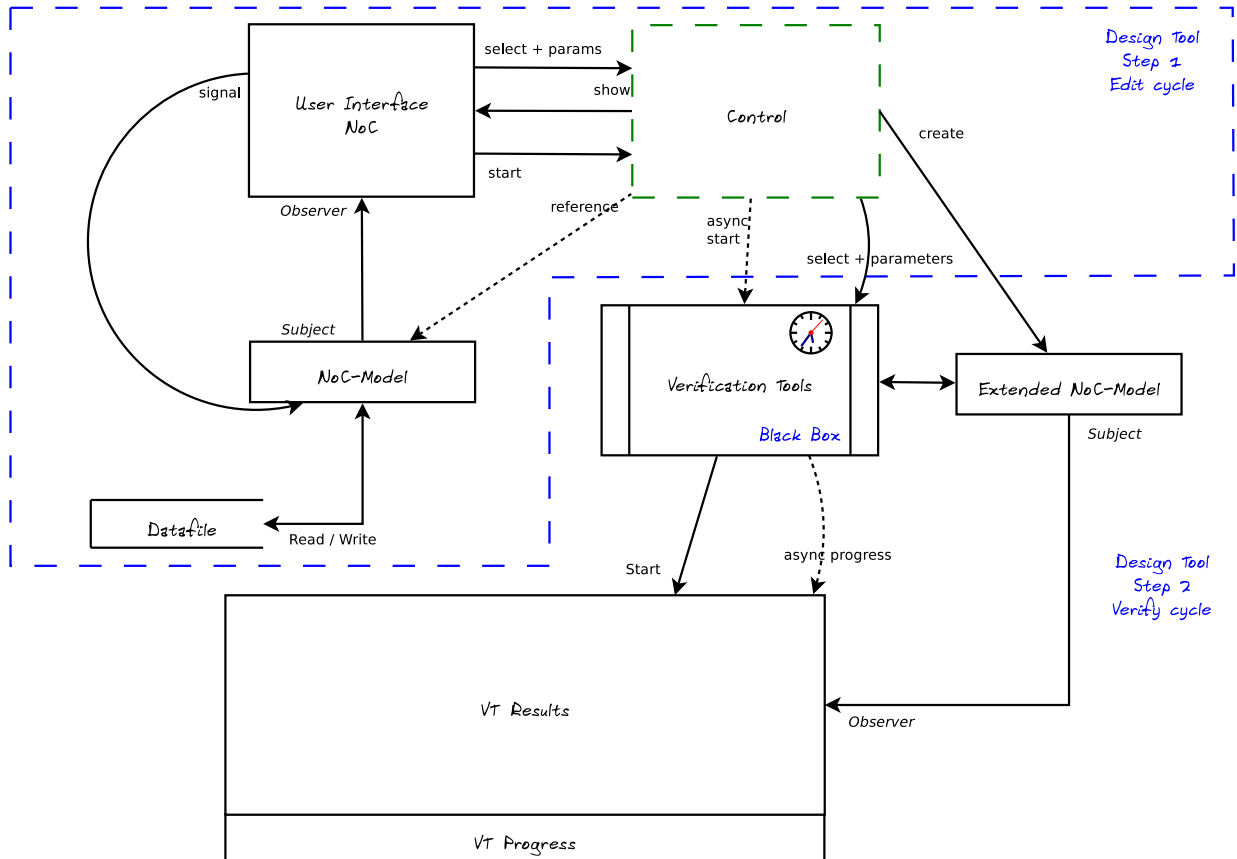 Design Tool
Step 1
Edit cycle
select + params
signal
show
User Interface
NoC
Control
create
start
reference
Observer
async
start
select + parameters
Subject
NoC-Model
Verification Tools
Extended NoC-Model
Black Box
Subject
Datafile
Read / Write
async progress
Start
Design Tool
Step 2
Verify cycle
VT Results
Observer
VT Progress